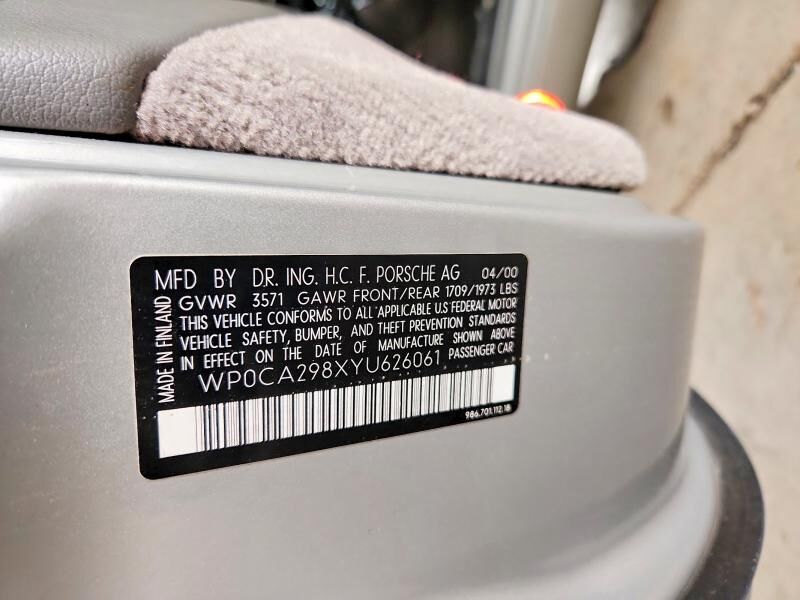 MFD BY D.R. ING. H.C. F. PORSCHE AG 04/00
GVWR 3571 GAWR FRONT/REAR 1709/1973 LBS
THIS VEHICLE CONFORMS TO ALL APPLICABLE U.S FEDERAL MOTOR
VEHICLE SAFETY, BUMPER, AND THEFT PREVENTION STANDARDS
IN EFFECT ON THE DATE OF MANUFACTURE SHOWN ABOVE
WP0CA298XYU626061 PASSENGER CAR
986.701.112.18
MADE IN FINLAND